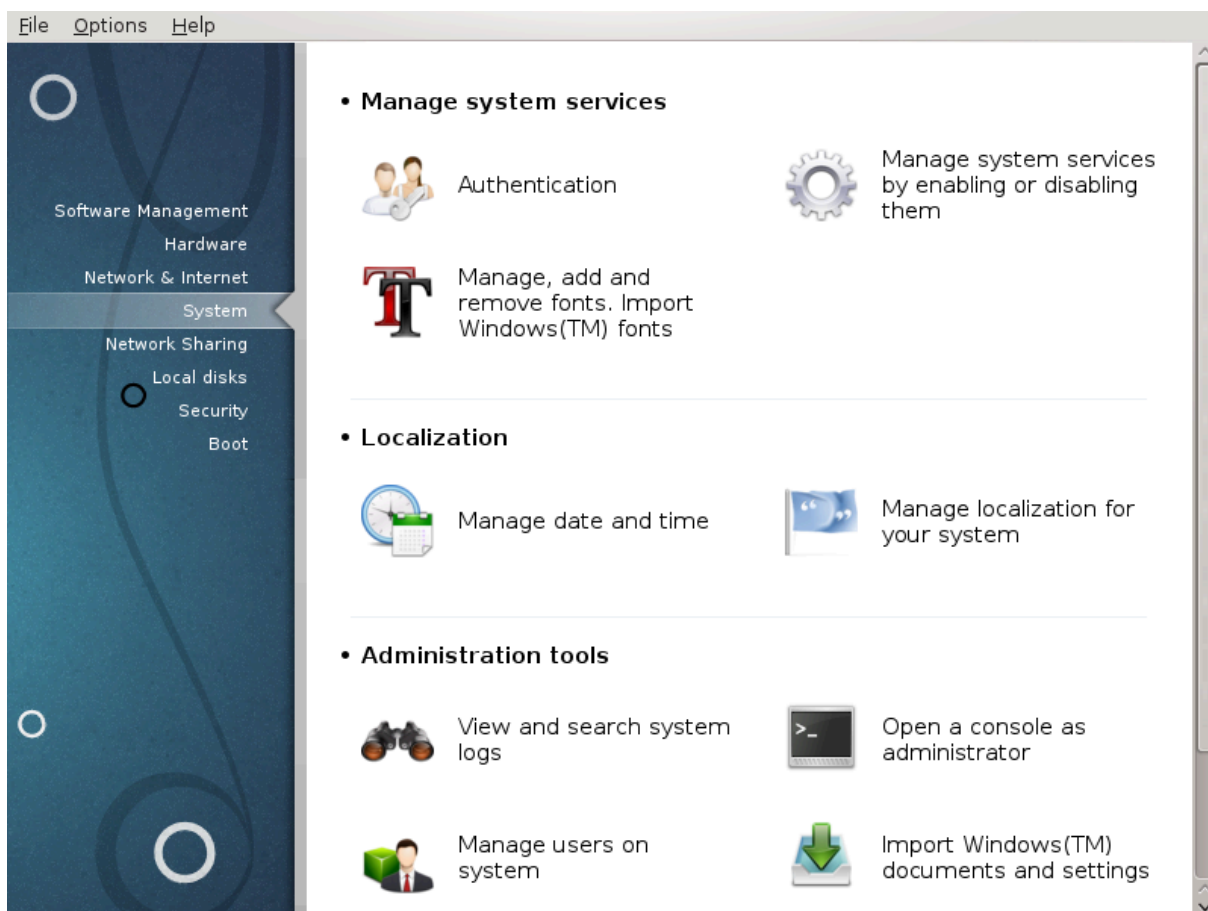 File Options Help
Software Management
Hardware
Network & Internet
System
Network Sharing
Local disks
Security
Boot
• Manage system services
Authentication
Manage system services
by enabling or disabling
them
Manage, add and
remove fonts. Import
Windows(TM) fonts
• Localization
Manage date and time
Manage localization for
your system
• Administration tools
View and search system
logs
Open a console as
administrator
Manage users on
system
Import Windows(TM)
documents and settings